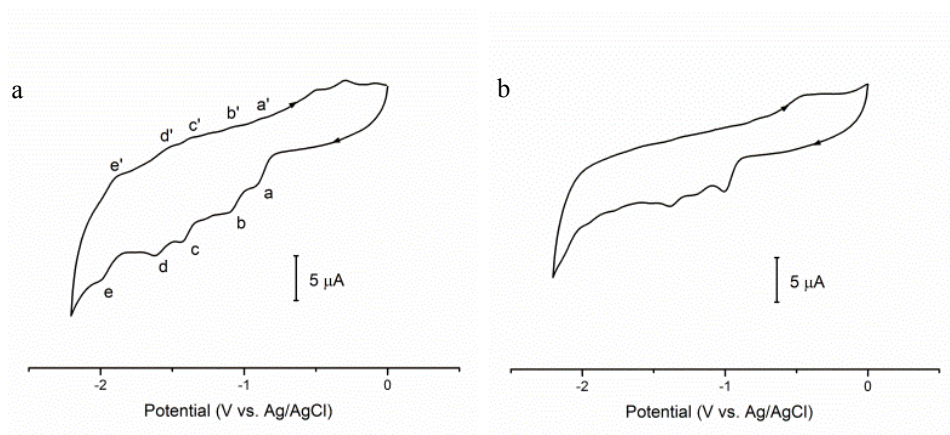 a
a'
b'
c'
d'
e'
a
b
c
d
e
5 μA
-2 -1 0
Potential (V vs. Ag/AgCl)
b
5 μA
-2 -1 0
Potential (V vs. Ag/AgCl)